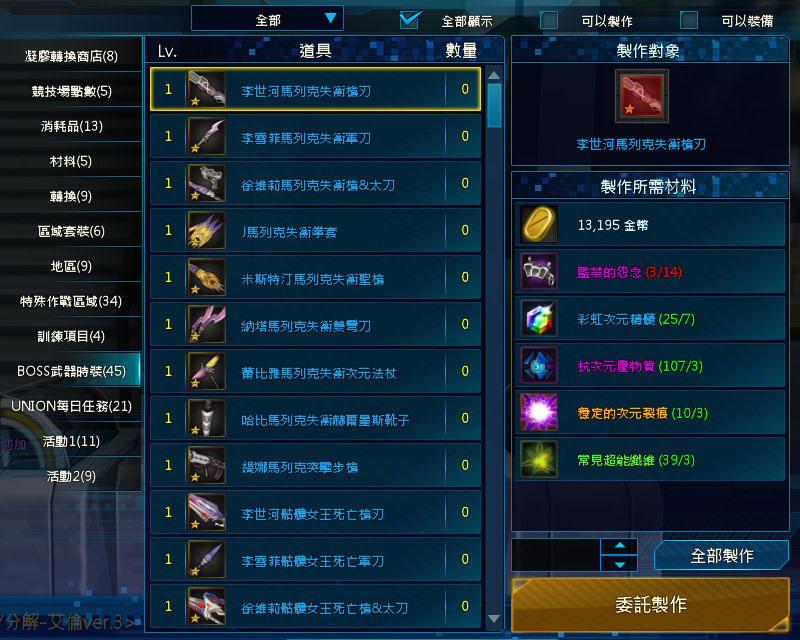 全部
全部顯示
可以製作
可以裝備
凝膠轉換商店(8)
競技場點數(5)
消耗品(13)
材料(5)
轉換(9)
區域套裝(6)
地區(9)
特殊作戰區域(34)
訓練項目(4)
BOSS武器時裝(45)
UNION每日任務(21)
活動1(11)
活動2(9)
/分解-艾倫ver.3>
Lv. 道具 數量
1 李世河馬列克失衡槍刃 0
1 李雪菲馬列克失衡軍刀 0
1 徐維莉馬列克失衡槍&太刀 0
1 J馬列克失衡拳套 0
1 米斯特汀馬列克失衡聖槍 0
1 納塔馬列克失衡雙彎刀 0
1 蕾比雅馬列克失衡次元法杖 0
1 哈比馬列克失衡赫爾墨斯靴子 0
1 緹娜馬列克突擊步槍 0
1 李世河骷髏女王死亡槍刃 0
1 李雪菲骷髏女王死亡軍刀 0
1 徐維莉骷髏女王死亡槍&太刀 0
製作對象
李世河馬列克失衡槍刃
製作所需材料
13,195 金幣
監禁的怨念 (3/14)
彩虹次元精髓 (25/7)
抗次元塵物質 (107/3)
穩定的次元裂痕 (10/3)
常見超能纖維 (39/3)
全部製作
委託製作